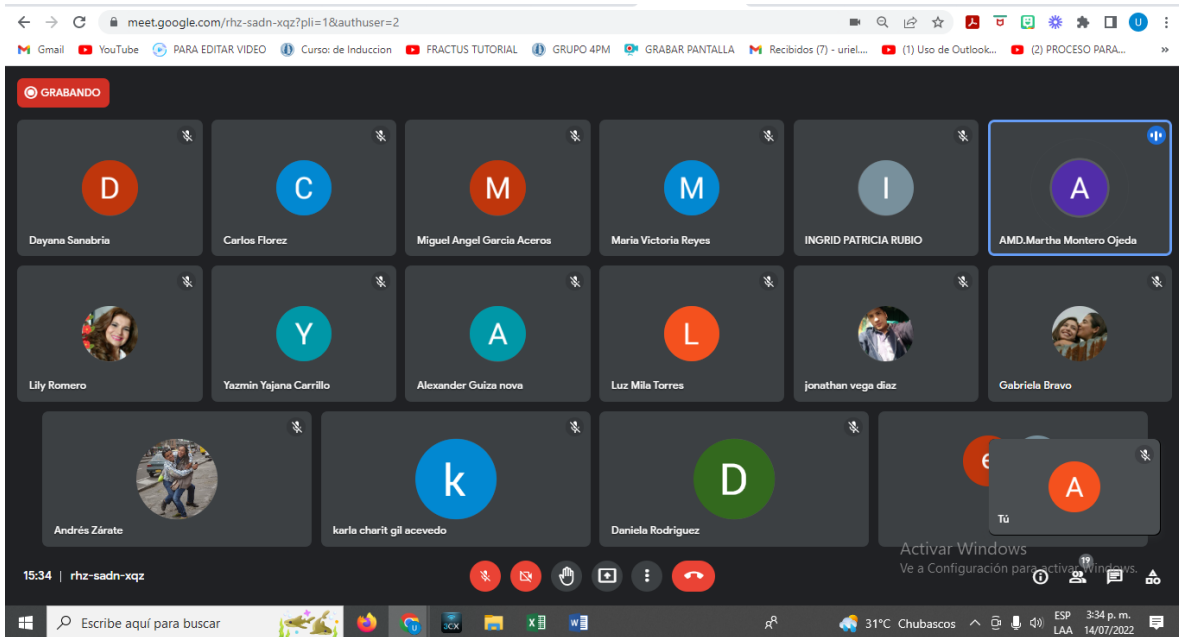 meet.google.com/rhz-sadn-xqz?pli=1&authuser=2
U
Gmail YouTube PARA EDITAR VIDEO Curso: de Induccion FRACTUS TUTORIAL GRUPO 4PM GRABAR PANTALLA Recibidos (7) - uriel... (1) Uso de Outlook... (2) PROCESO PARA... »
GRABANDO
D C M M I A
Dayana Sanabria Carlos Florez Miguel Angel Garcia Aceros Maria Victoria Reyes INGRID PATRICIA RUBIO AMD.Martha Montero Ojeda
Y A L
Lily Romero Yazmin Yajana Carrillo Alexander Guiza nova Luz Mila Torres jonathan vega diaz Gabriela Bravo
k D e A
Tú
Andrés Zárate karla charit gil acevedo Daniela Rodriguez
Activar Windows
Ve a Configuración para activar Windows.
15:34 | rhz-sadn-xqz 19
Escribe aquí para buscar 3CX 31°C Chubascos ESP 3:34 p. m.
LAA 14/07/2022